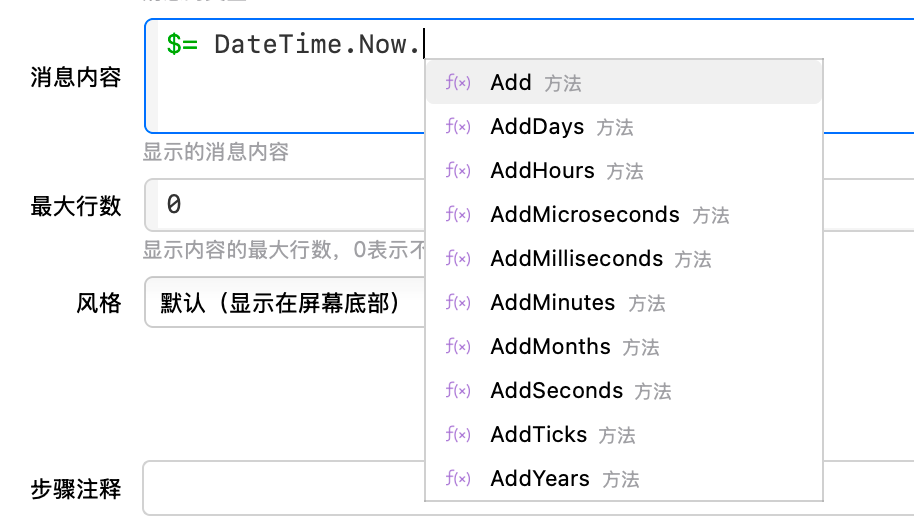 消息内容
$= DateTime.Now.
显示的消息内容
最大行数
0
显示内容的最大行数，0表示不
风格
默认（显示在屏幕底部）
步骤注释
f(×) Add 方法
f(×) AddDays 方法
f(×) AddHours 方法
f(×) AddMicroseconds 方法
f(×) AddMilliseconds 方法
f(×) AddMinutes 方法
f(×) AddMonths 方法
f(×) AddSeconds 方法
f(×) AddTicks 方法
f(×) AddYears 方法